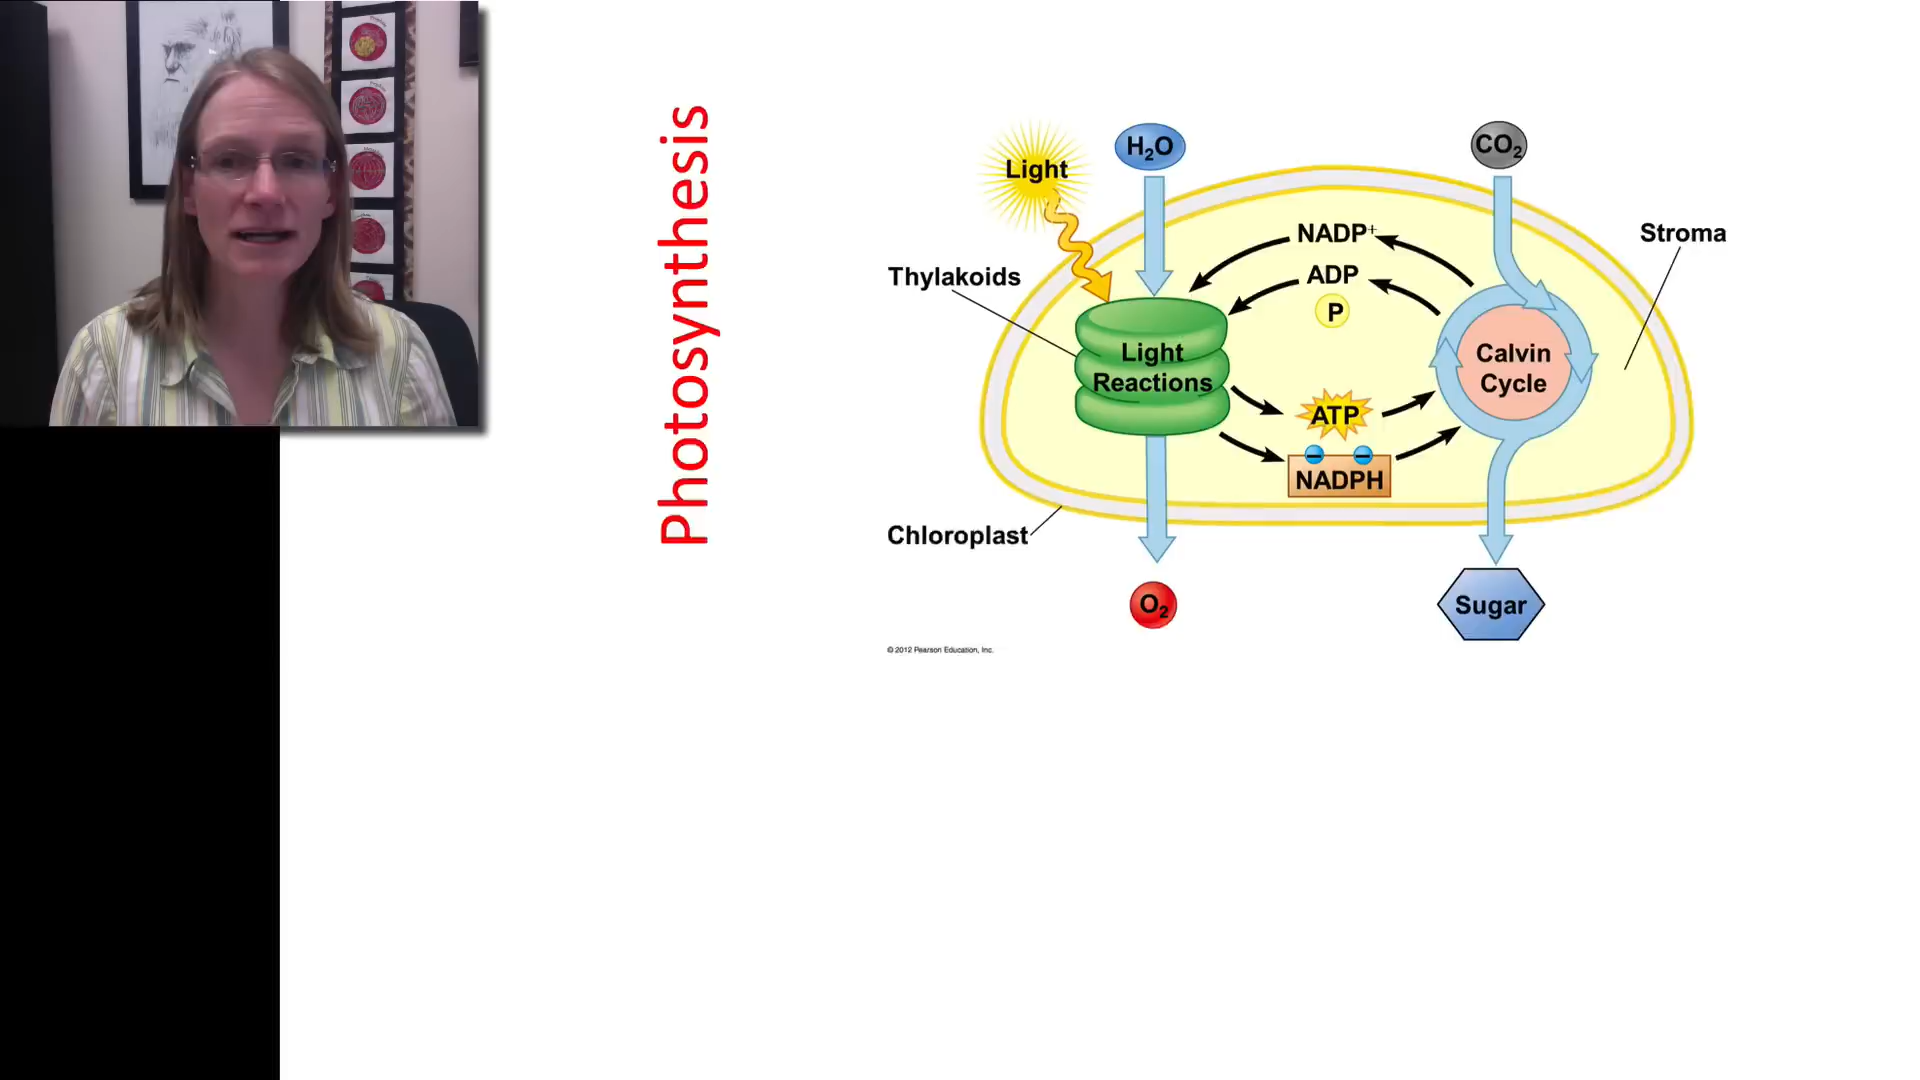 Photosynthesis
Light
H₂O
CO₂
NADP⁺
Stroma
Thylakoids
ADP
P
Light
Reactions
Calvin
Cycle
ATP
NADPH
Chloroplast
O₂
Sugar
© 2012 Pearson Education, Inc.